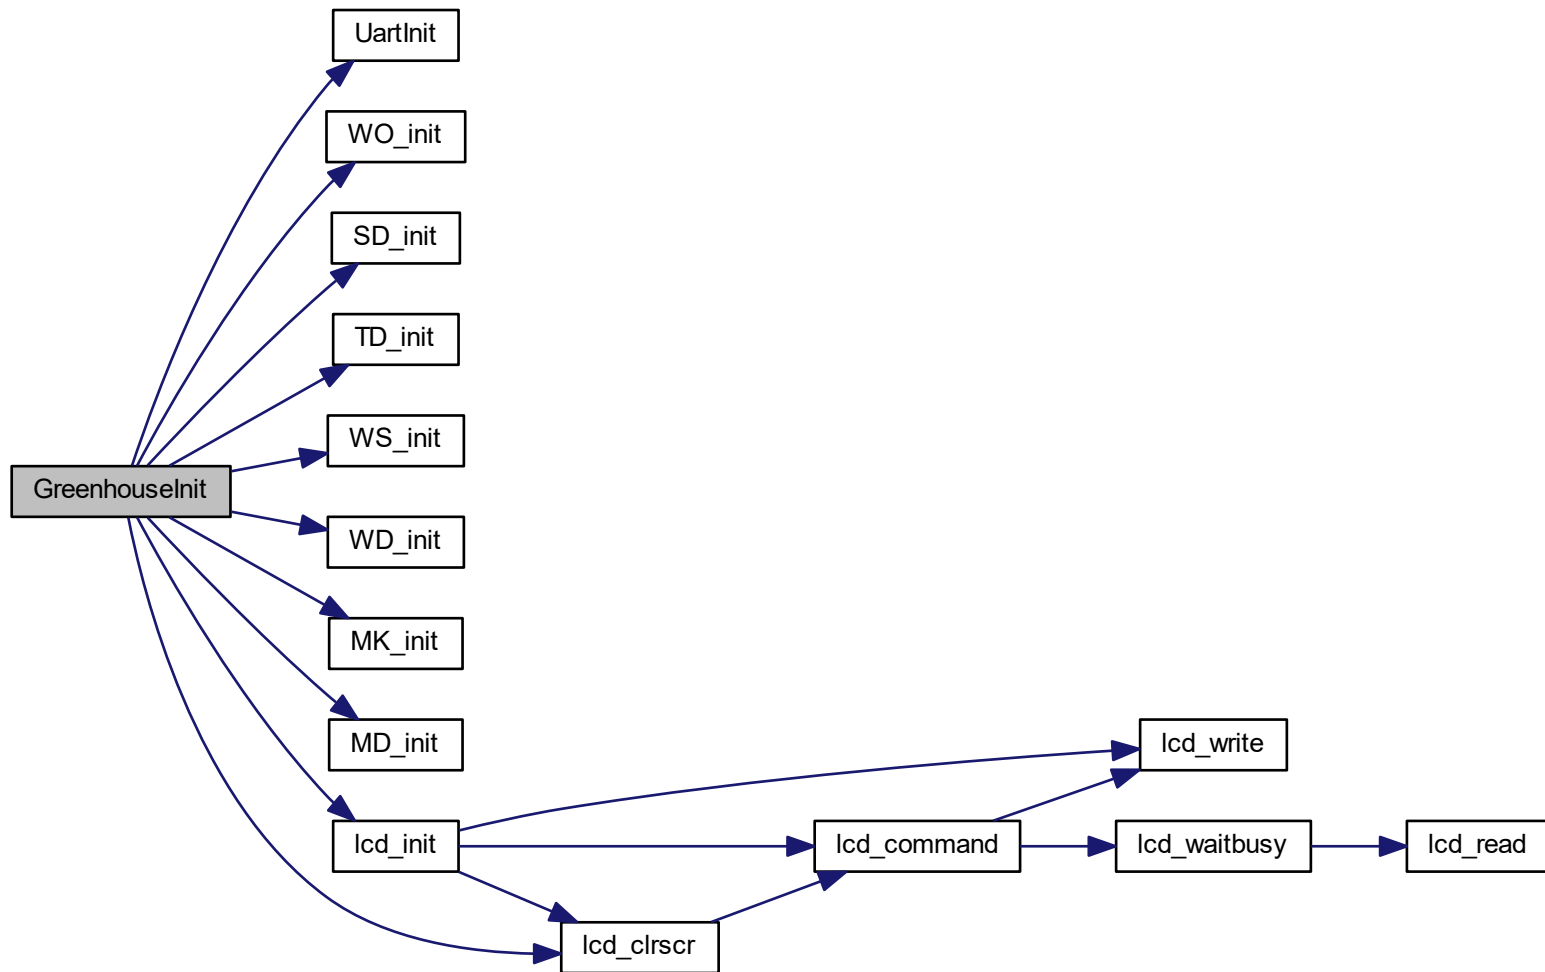 UartInit
WO_init
SD_init
TD_init
WS_init
GreenhouseInit
WD_init
MK_init
MD_init
lcd_write
lcd_init
lcd_command
lcd_waitbusy
lcd_read
lcd_clrscr